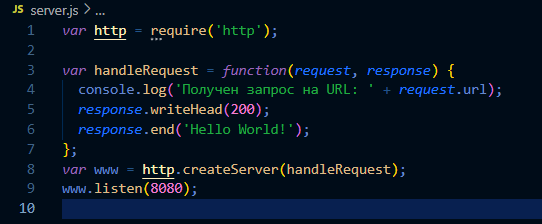 JS server.js > ...
1 var http = require('http');
2
3 var handleRequest = function(request, response) {
4 console.log('Получен запрос на URL: ' + request.url);
5 response.writeHead(200);
6 response.end('Hello World!');
7 };
8 var www = http.createServer(handleRequest);
9 www.listen(8080);
10